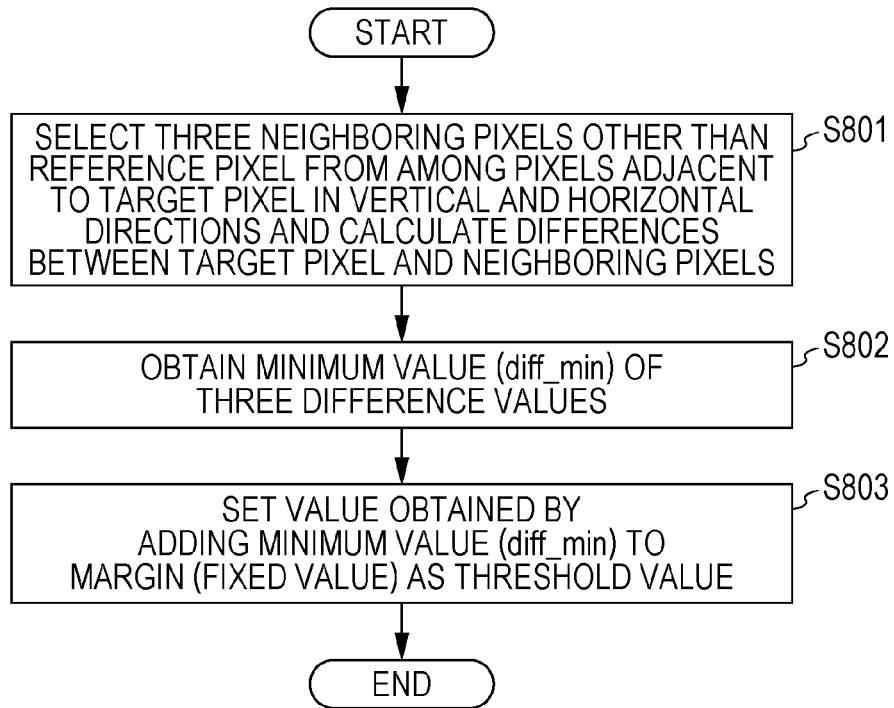 START
SELECT THREE NEIGHBORING PIXELS OTHER THAN
REFERENCE PIXEL FROM AMONG PIXELS ADJACENT
TO TARGET PIXEL IN VERTICAL AND HORIZONTAL
DIRECTIONS AND CALCULATE DIFFERENCES
BETWEEN TARGET PIXEL AND NEIGHBORING PIXELS
S801
OBTAIN MINIMUM VALUE (diff_min) OF
THREE DIFFERENCE VALUES
S802
SET VALUE OBTAINED BY
ADDING MINIMUM VALUE (diff_min) TO
MARGIN (FIXED VALUE) AS THRESHOLD VALUE
S803
END